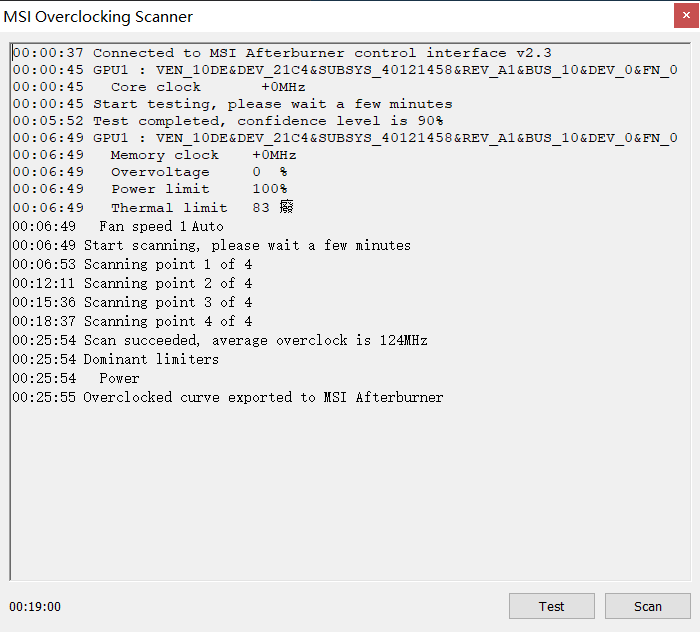 MSI Overclocking Scanner
00:00:37 Connected to MSI Afterburner control interface v2.3
00:00:45 GPU1 : VEN_10DE&DEV_21C4&SUBSYS_40121458&REV_A1&BUS_10&DEV_0&FN_0
00:00:45 Core clock +0MHz
00:00:45 Start testing, please wait a few minutes
00:05:52 Test completed, confidence level is 90%
00:06:49 GPU1 : VEN_10DE&DEV_21C4&SUBSYS_40121458&REV_A1&BUS_10&DEV_0&FN_0
00:06:49 Memory clock +0MHz
00:06:49 Overvoltage 0 %
00:06:49 Power limit 100%
00:06:49 Thermal limit 83
00:06:49 Fan speed 1 Auto
00:06:49 Start scanning, please wait a few minutes
00:06:53 Scanning point 1 of 4
00:12:11 Scanning point 2 of 4
00:15:36 Scanning point 3 of 4
00:18:37 Scanning point 4 of 4
00:25:54 Scan succeeded, average overclock is 124MHz
00:25:54 Dominant limiters
00:25:54 Power
00:25:55 Overclocked curve exported to MSI Afterburner
00:19:00
Test
Scan